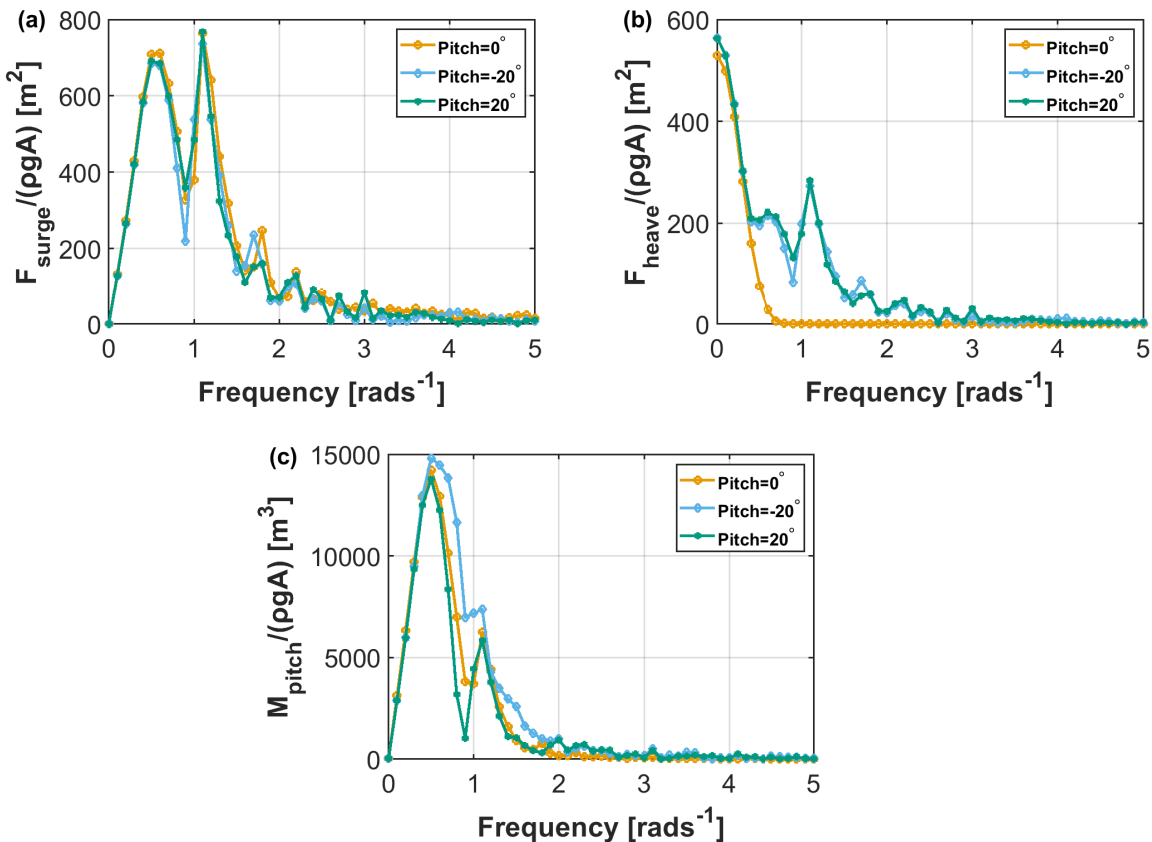 (a)
F_surge/(ρgA) [m²]
800
600
400
200
0
0 1 2 3 4 5
Frequency [rads⁻¹]
Pitch=0°
Pitch=-20°
Pitch=20°
(b)
F_heave/(ρgA) [m²]
600
400
200
0
0 1 2 3 4 5
Frequency [rads⁻¹]
Pitch=0°
Pitch=-20°
Pitch=20°
(c)
M_pitch/(ρgA) [m³]
15000
10000
5000
0
0 1 2 3 4 5
Frequency [rads⁻¹]
Pitch=0°
Pitch=-20°
Pitch=20°